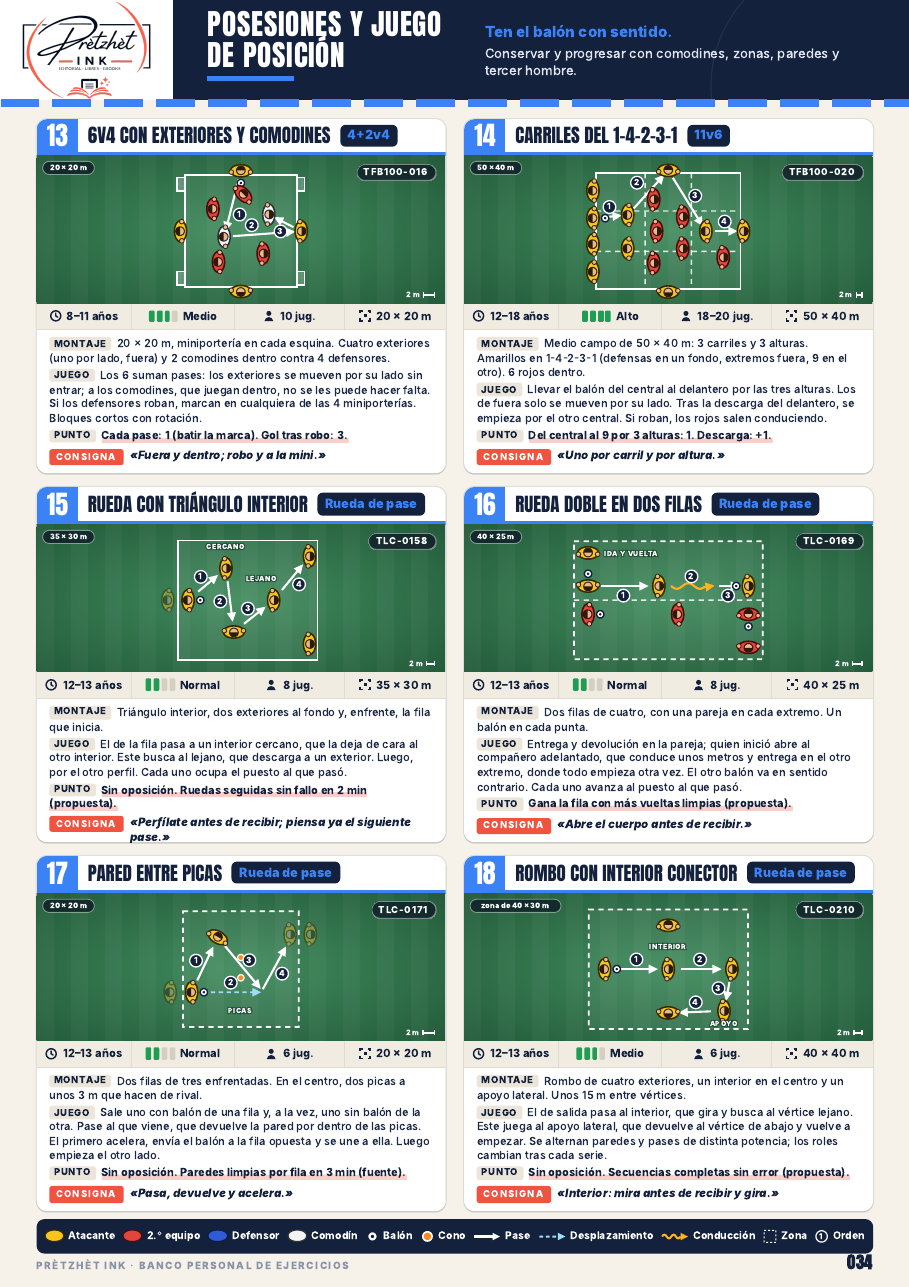 Prètzhèt
INK
EDITORIAL · LIBRES · EBOOKS
POSESIONES Y JUEGO
DE POSICIÓN
Ten el balón con sentido.
Conservar y progresar con comodines, zonas, paredes y
tercer hombre.
13 6V4 CON EXTERIORES Y COMODINES 4+2v4
20 × 20 m
TFB100-016
1
2
3
2 m
8–11 años Medio 10 jug. 20 × 20 m
MONTAJE 20 × 20 m, miniportería en cada esquina. Cuatro exteriores
(uno por lado, fuera) y 2 comodines dentro contra 4 defensores.
JUEGO Los 6 suman pases: los exteriores se mueven por su lado sin
entrar; a los comodines, que juegan dentro, no se les puede hacer falta.
Si los defensores roban, marcan en cualquiera de las 4 miniporterías.
Bloques cortos con rotación.
PUNTO Cada pase: 1 (batir la marca). Gol tras robo: 3.
CONSIGNA «Fuera y dentro; robo y a la mini.»
14 CARRILES DEL 1-4-2-3-1 11v6
50 × 40 m
TFB100-020
1
2
3
4
2 m
12–18 años Alto 18–20 jug. 50 × 40 m
MONTAJE Medio campo de 50 × 40 m: 3 carriles y 3 alturas.
Amarillos en 1-4-2-3-1 (defensas en un fondo, extremos fuera, 9 en el
otro). 6 rojos dentro.
JUEGO Llevar el balón del central al delantero por las tres alturas. Los
de fuera solo se mueven por su lado. Tras la descarga del delantero, se
empieza por el otro central. Si roban, los rojos salen conduciendo.
PUNTO Del central al 9 por 3 alturas: 1. Descarga: +1.
CONSIGNA «Uno por carril y por altura.»
15 RUEDA CON TRIÁNGULO INTERIOR Rueda de pase
35 × 30 m
TLC-0158
CERCANO
LEJANO
1
2
3
4
2 m
12–13 años Normal 8 jug. 35 × 30 m
MONTAJE Triángulo interior, dos exteriores al fondo y, enfrente, la fila
que inicia.
JUEGO El de la fila pasa a un interior cercano, que la deja de cara al
otro interior. Este busca al lejano, que descarga a un exterior. Luego,
por el otro perfil. Cada uno ocupa el puesto al que pasó.
PUNTO Sin oposición. Ruedas seguidas sin fallo en 2 min
(propuesta).
CONSIGNA «Perfílate antes de recibir; piensa ya el siguiente
pase.»
16 RUEDA DOBLE EN DOS FILAS Rueda de pase
40 × 25 m
TLC-0169
IDA Y VUELTA
1
2
3
2 m
12–13 años Normal 8 jug. 40 × 25 m
MONTAJE Dos filas de cuatro, con una pareja en cada extremo. Un
balón en cada punta.
JUEGO Entrega y devolución en la pareja; quien inició abre al
compañero adelantado, que conduce unos metros y entrega en el otro
extremo, donde todo empieza otra vez. El otro balón va en sentido
contrario. Cada uno avanza al puesto al que pasó.
PUNTO Gana la fila con más vueltas limpias (propuesta).
CONSIGNA «Abre el cuerpo antes de recibir.»
17 PARED ENTRE PICAS Rueda de pase
20 × 20 m
TLC-0171
1
2
3
4
PICAS
2 m
12–13 años Normal 6 jug. 20 × 20 m
MONTAJE Dos filas de tres enfrentadas. En el centro, dos picas a
unos 3 m que hacen de rival.
JUEGO Sale uno con balón de una fila y, a la vez, uno sin balón de la
otra. Pase al que viene, que devuelve la pared por dentro de las picas.
El primero acelera, envía el balón a la fila opuesta y se une a ella. Luego
empieza el otro lado.
PUNTO Sin oposición. Paredes limpias por fila en 3 min (fuente).
CONSIGNA «Pasa, devuelve y acelera.»
18 ROMBO CON INTERIOR CONECTOR Rueda de pase
zona de 40 × 30 m
TLC-0210
INTERIOR
1
2
3
4
APOYO
2 m
12–13 años Medio 6 jug. 40 × 40 m
MONTAJE Rombo de cuatro exteriores, un interior en el centro y un
apoyo lateral. Unos 15 m entre vértices.
JUEGO El de salida pasa al interior, que gira y busca al vértice lejano.
Este juega al apoyo lateral, que devuelve al vértice de abajo y vuelve a
empezar. Se alternan paredes y pases de distinta potencia; los roles
cambian tras cada serie.
PUNTO Sin oposición. Secuencias completas sin error (propuesta).
CONSIGNA «Interior: mira antes de recibir y gira.»
Atacante 2.º equipo Defensor Comodín Balón Cono Pase Desplazamiento Conducción Zona 1 Orden
PRÈTZHÈT INK · BANCO PERSONAL DE EJERCICIOS
034